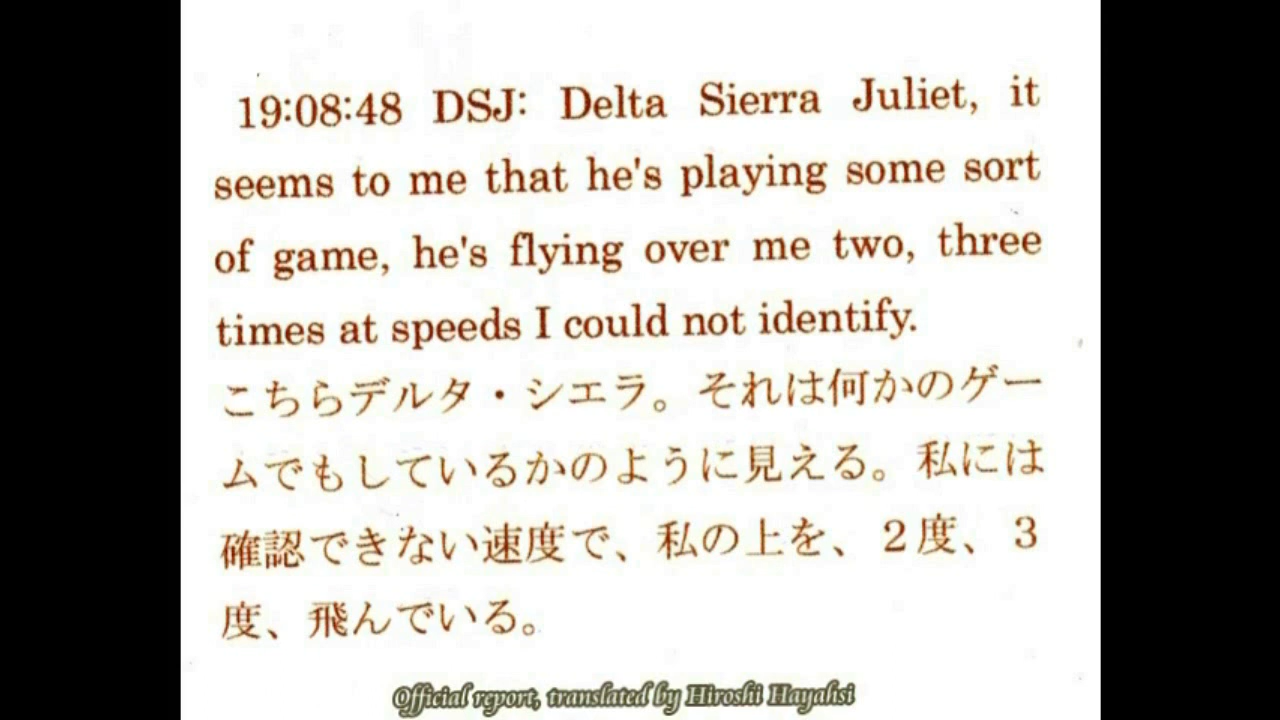 19:08:48 DSJ: Delta Sierra Juliet, it
seems to me that he's playing some sort
of game, he's flying over me two, three
times at speeds I could not identify.
こちらデルタ・シエラ。それは何かのゲー
ムでもしているかのように見える。私には
確認できない速度で、私の上を、２度、３
度、飛んでいる。
Official report, translated by Hiroshi Hayahsi